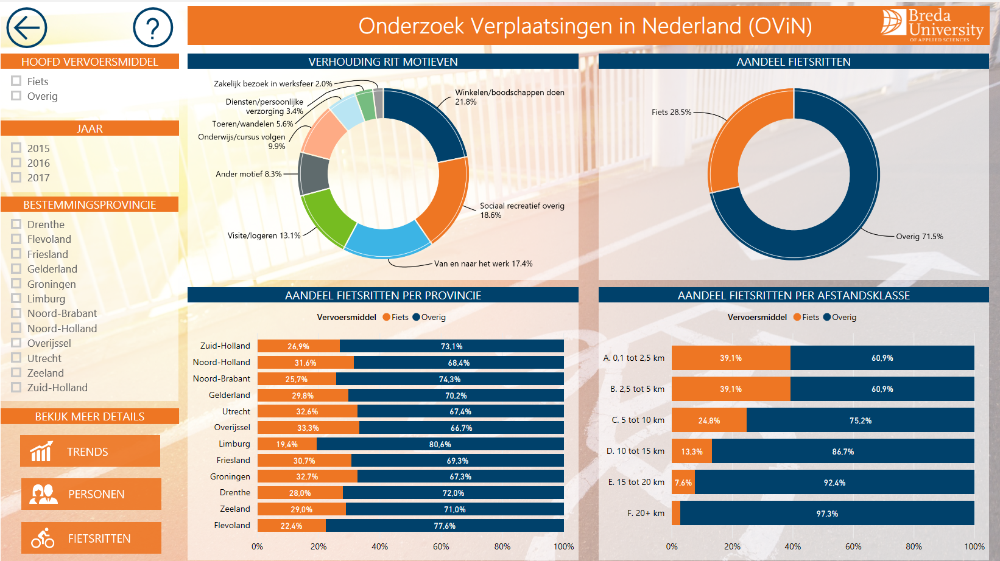 Onderzoek Verplaatsingen in Nederland (OViN)
Breda
University
OF APPLIED SCIENCES
?
HOOFD VERVOERSMIDDEL
Fiets
Overig
JAAR
2015
2016
2017
BESTEMMINGSPROVINCIE
Drenthe
Flevoland
Friesland
Gelderland
Groningen
Limburg
Noord-Brabant
Noord-Holland
Overijssel
Utrecht
Zeeland
Zuid-Holland
BEKIJK MEER DETAILS
TRENDS
PERSONEN
FIETSRITTEN
VERHOUDING RIT MOTIEVEN
Zakelijk bezoek in werksfeer 2.0%
Diensten/persoonlijke
verzorging 3.4%
Toeren/wandelen 5.6%
Onderwijs/cursus volgen
9.9%
Ander motief 8.3%
Visite/logeren 13.1%
Winkelen/boodschappen doen
21.8%
Sociaal recreatief overig
18.6%
Van en naar het werk 17.4%
AANDEEL FIETSRITTEN
Fiets 28.5%
Overig 71.5%
AANDEEL FIETSRITTEN PER PROVINCIE
Vervoersmiddel Fiets Overig
Zuid-Holland 26,9% 73,1%
Noord-Holland 31,6% 68,4%
Noord-Brabant 25,7% 74,3%
Gelderland 29,8% 70,2%
Utrecht 32,6% 67,4%
Overijssel 33,3% 66,7%
Limburg 19,4% 80,6%
Friesland 30,7% 69,3%
Groningen 32,7% 67,3%
Drenthe 28,0% 72,0%
Zeeland 29,0% 71,0%
Flevoland 22,4% 77,6%
0% 20% 40% 60% 80% 100%
AANDEEL FIETSRITTEN PER AFSTANDSKLASSE
Vervoersmiddel Fiets Overig
A. 0,1 tot 2,5 km 39,1% 60,9%
B. 2,5 tot 5 km 39,1% 60,9%
C. 5 tot 10 km 24,8% 75,2%
D. 10 tot 15 km 13,3% 86,7%
E. 15 tot 20 km 7,6% 92,4%
F. 20+ km 97,3%
0% 20% 40% 60% 80% 100%